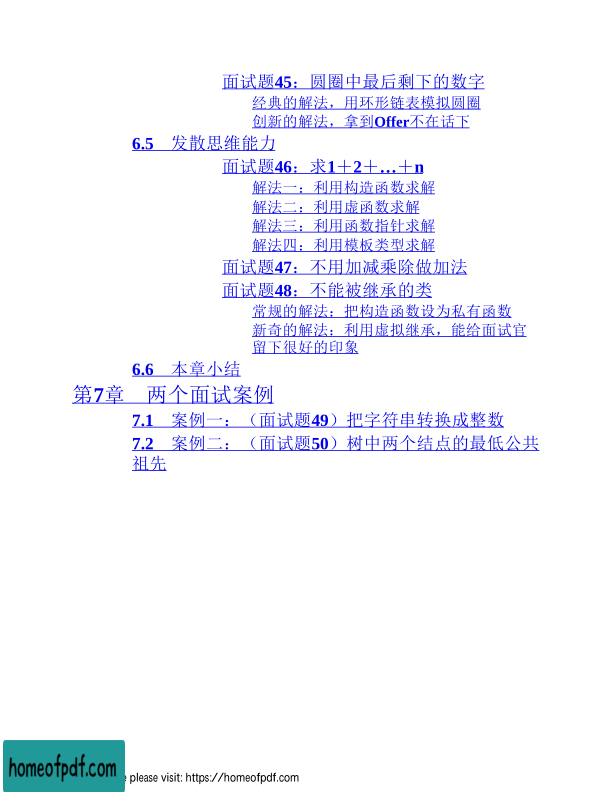 面试题45：圆圈中最后剩下的数字
经典的解法，用环形链表模拟圆圈
创新的解法，拿到Offer不在话下
6.5 发散思维能力
面试题46：求1＋2＋…＋n
解法一：利用构造函数求解
解法二：利用虚函数求解
解法三：利用函数指针求解
解法四：利用模板类型求解
面试题47：不用加减乘除做加法
面试题48：不能被继承的类
常规的解法：把构造函数设为私有函数
新奇的解法：利用虚拟继承，能给面试官
留下很好的印象
6.6 本章小结
第7章 两个面试案例
7.1 案例一：（面试题49）把字符串转换成整数
7.2 案例二：（面试题50）树中两个结点的最低公共
祖先
homeofpdf.com
please visit: https://homeofpdf.com